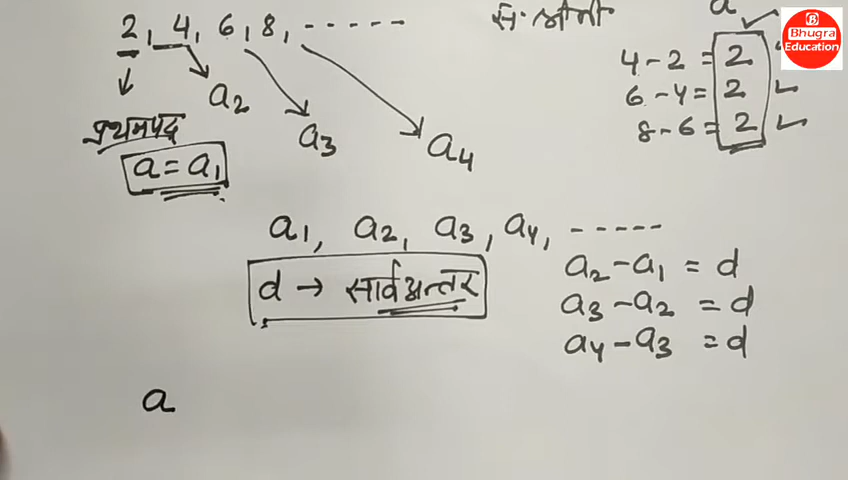 2, 4, 6, 8, -----
स. श्रेणी
a
Bhugra
Education
4-2 = 2
6-4 = 2
8-6 = 2
a2
a3
a4
प्रथमपद
a = a1
a1, a2, a3, a4, -----
d → सार्वअन्तर
a2-a1 = d
a3-a2 = d
a4-a3 = d
a